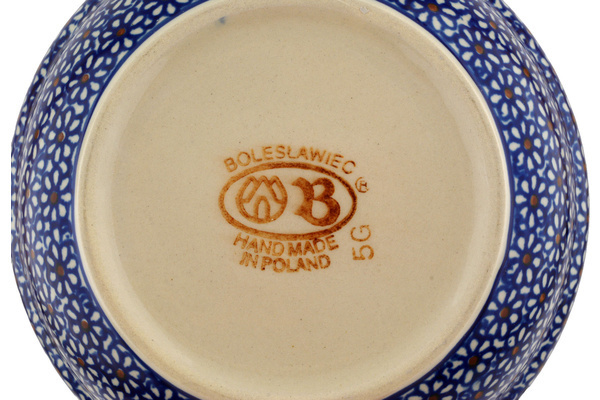 BOLESŁAWIEC
B ®
HAND MADE
IN POLAND
5G